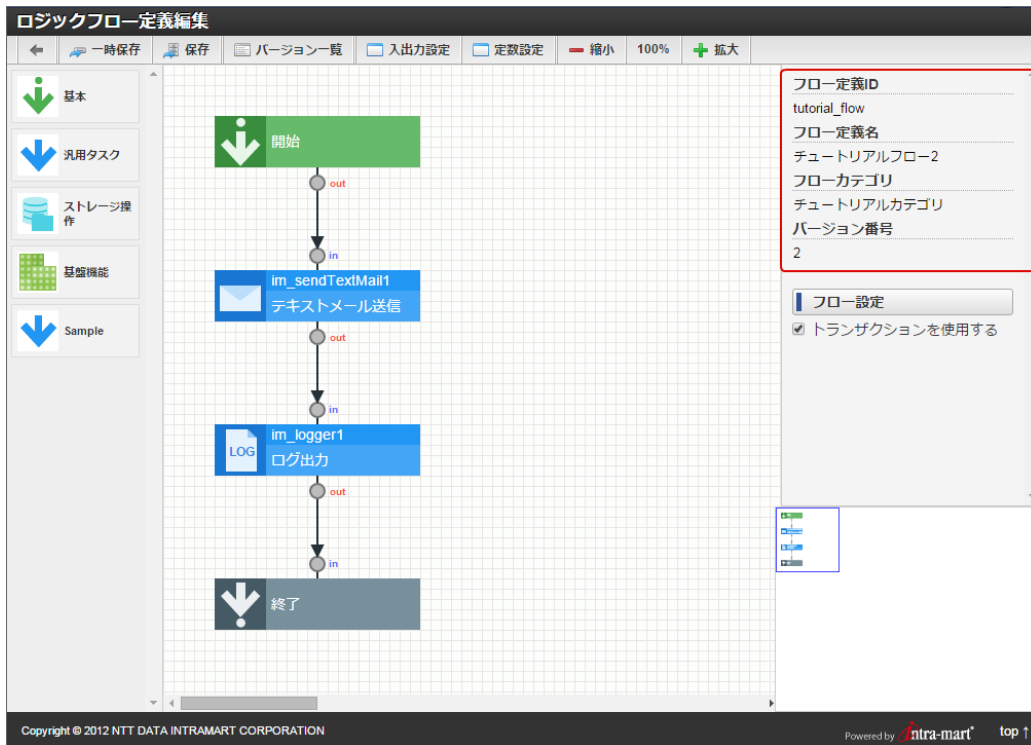 ロジックフロー定義編集
一時保存 保存 バージョン一覧 入出力設定 定数設定 縮小 100% 拡大
基本
汎用タスク
ストレージ操
作
基盤機能
Sample
開始
out
in
im_sendTextMail1
テキストメール送信
out
in
LOG
im_logger1
ログ出力
out
in
終了
フロー定義ID
tutorial_flow
フロー定義名
チュートリアルフロー2
フローカテゴリ
チュートリアルカテゴリ
バージョン番号
2
フロー設定
トランザクションを使用する
Copyright © 2012 NTT DATA INTRAMART CORPORATION
Powered by intra-mart
top ↑